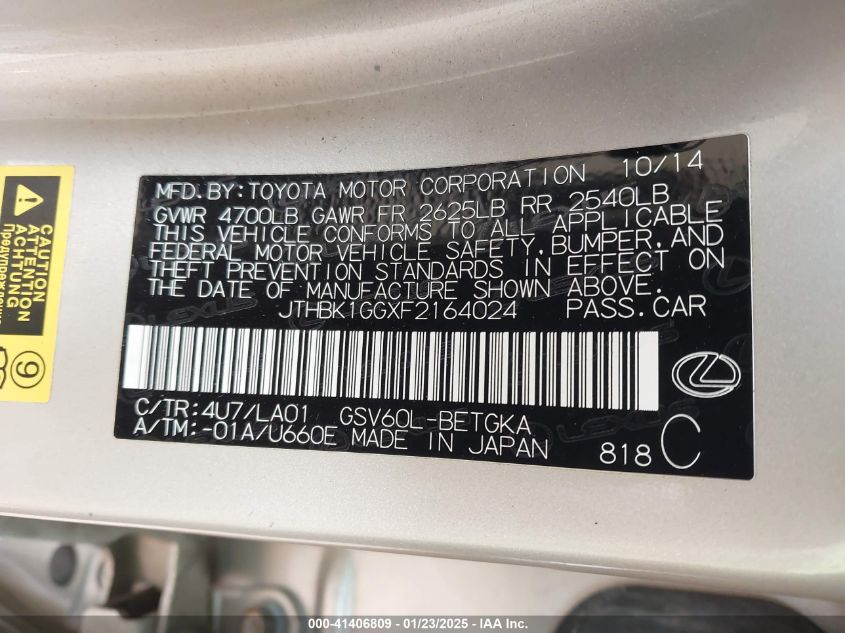 MFD.BY:TOYOTA MOTOR CORPORATION 10/14
GVWR 4700LB GAWR FR 2625LB RR 2540LB
THIS VEHICLE CONFORMS TO ALL APPLICABLE
FEDERAL MOTOR VEHICLE SAFETY,BUMPER,AND
THEFT PREVENTION STANDARDS IN EFFECT ON
THE DATE OF MANUFACTURE SHOWN ABOVE.
JTHBK1GGXF2164024 PASS.CAR
C/TR:4U7/LA01 GSV60L-BETGKA
A/TM:-01A/U660E MADE IN JAPAN
818 C
CAUTION
ATTENTION
ACHTUNG
9
000-41406809 - 01/23/2025 - IAA Inc.